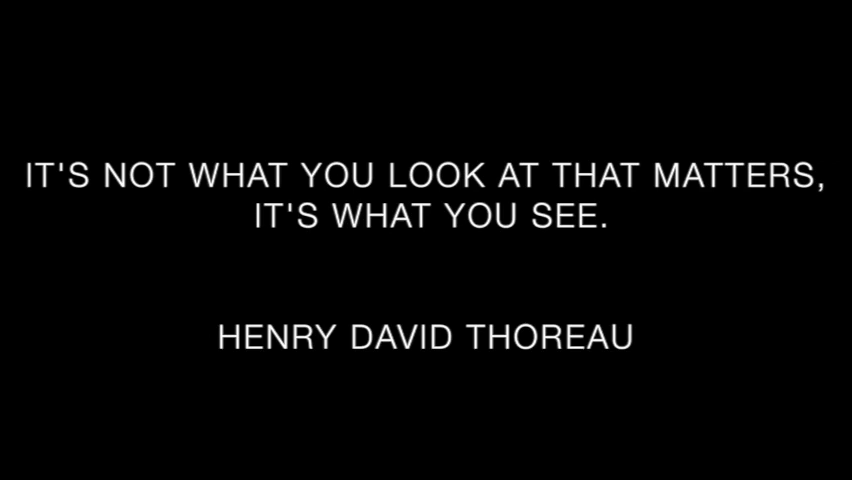 IT'S NOT WHAT YOU LOOK AT THAT MATTERS,
IT'S WHAT YOU SEE.
HENRY DAVID THOREAU